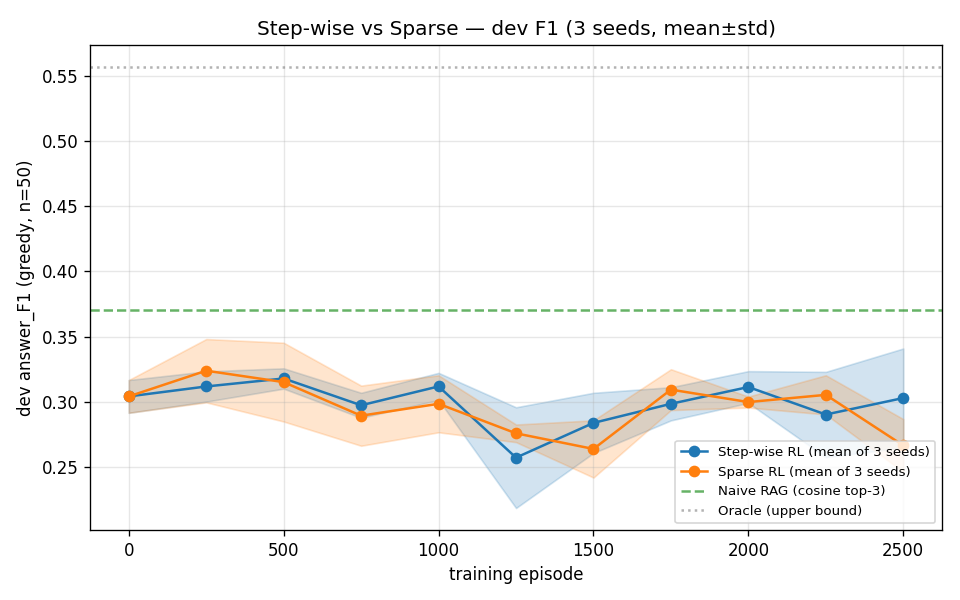 Step-wise vs Sparse — dev F1 (3 seeds, mean±std)
dev answer_F1 (greedy, n=50)
0.55
0.50
0.45
0.40
0.35
0.30
0.25
Step-wise RL (mean of 3 seeds)
Sparse RL (mean of 3 seeds)
Naive RAG (cosine top-3)
Oracle (upper bound)
0 500 1000 1500 2000 2500
training episode